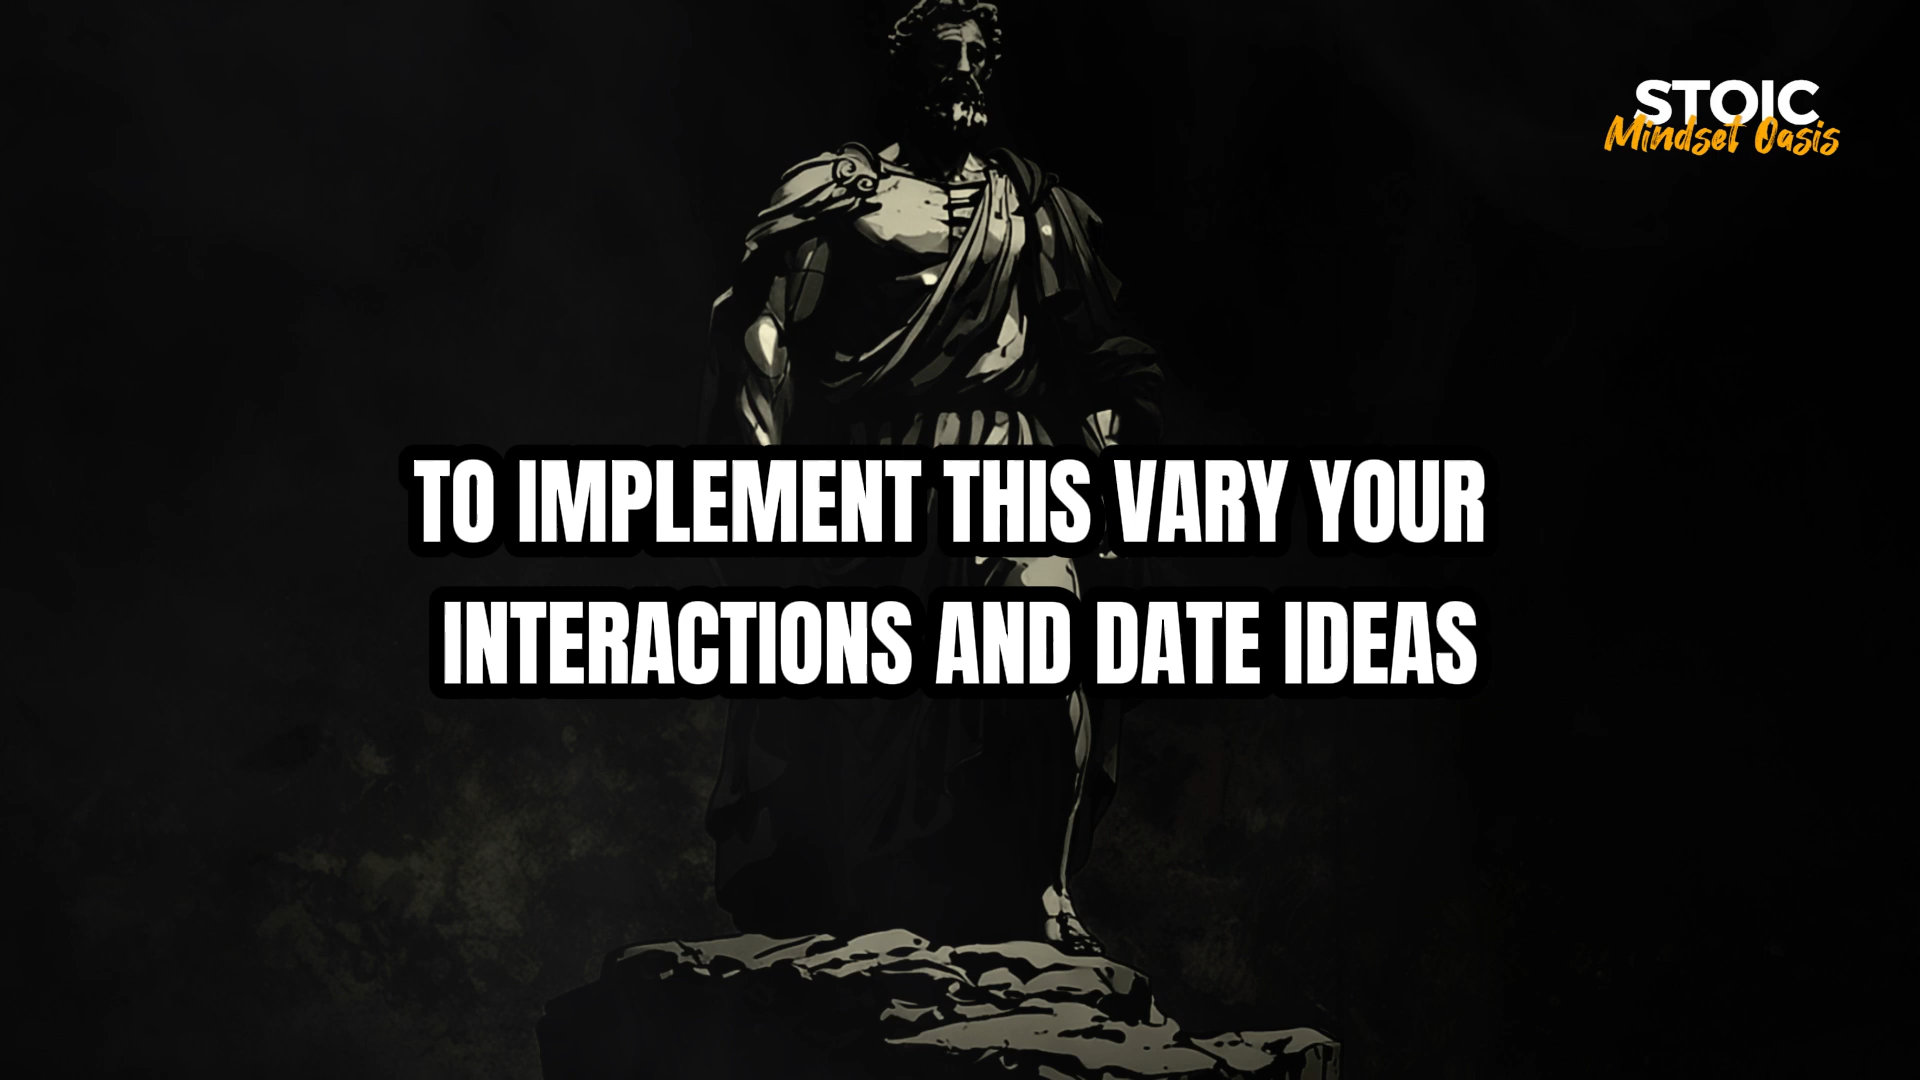 STOIC
Mindset Oasis
TO IMPLEMENT THIS VARY YOUR
INTERACTIONS AND DATE IDEAS